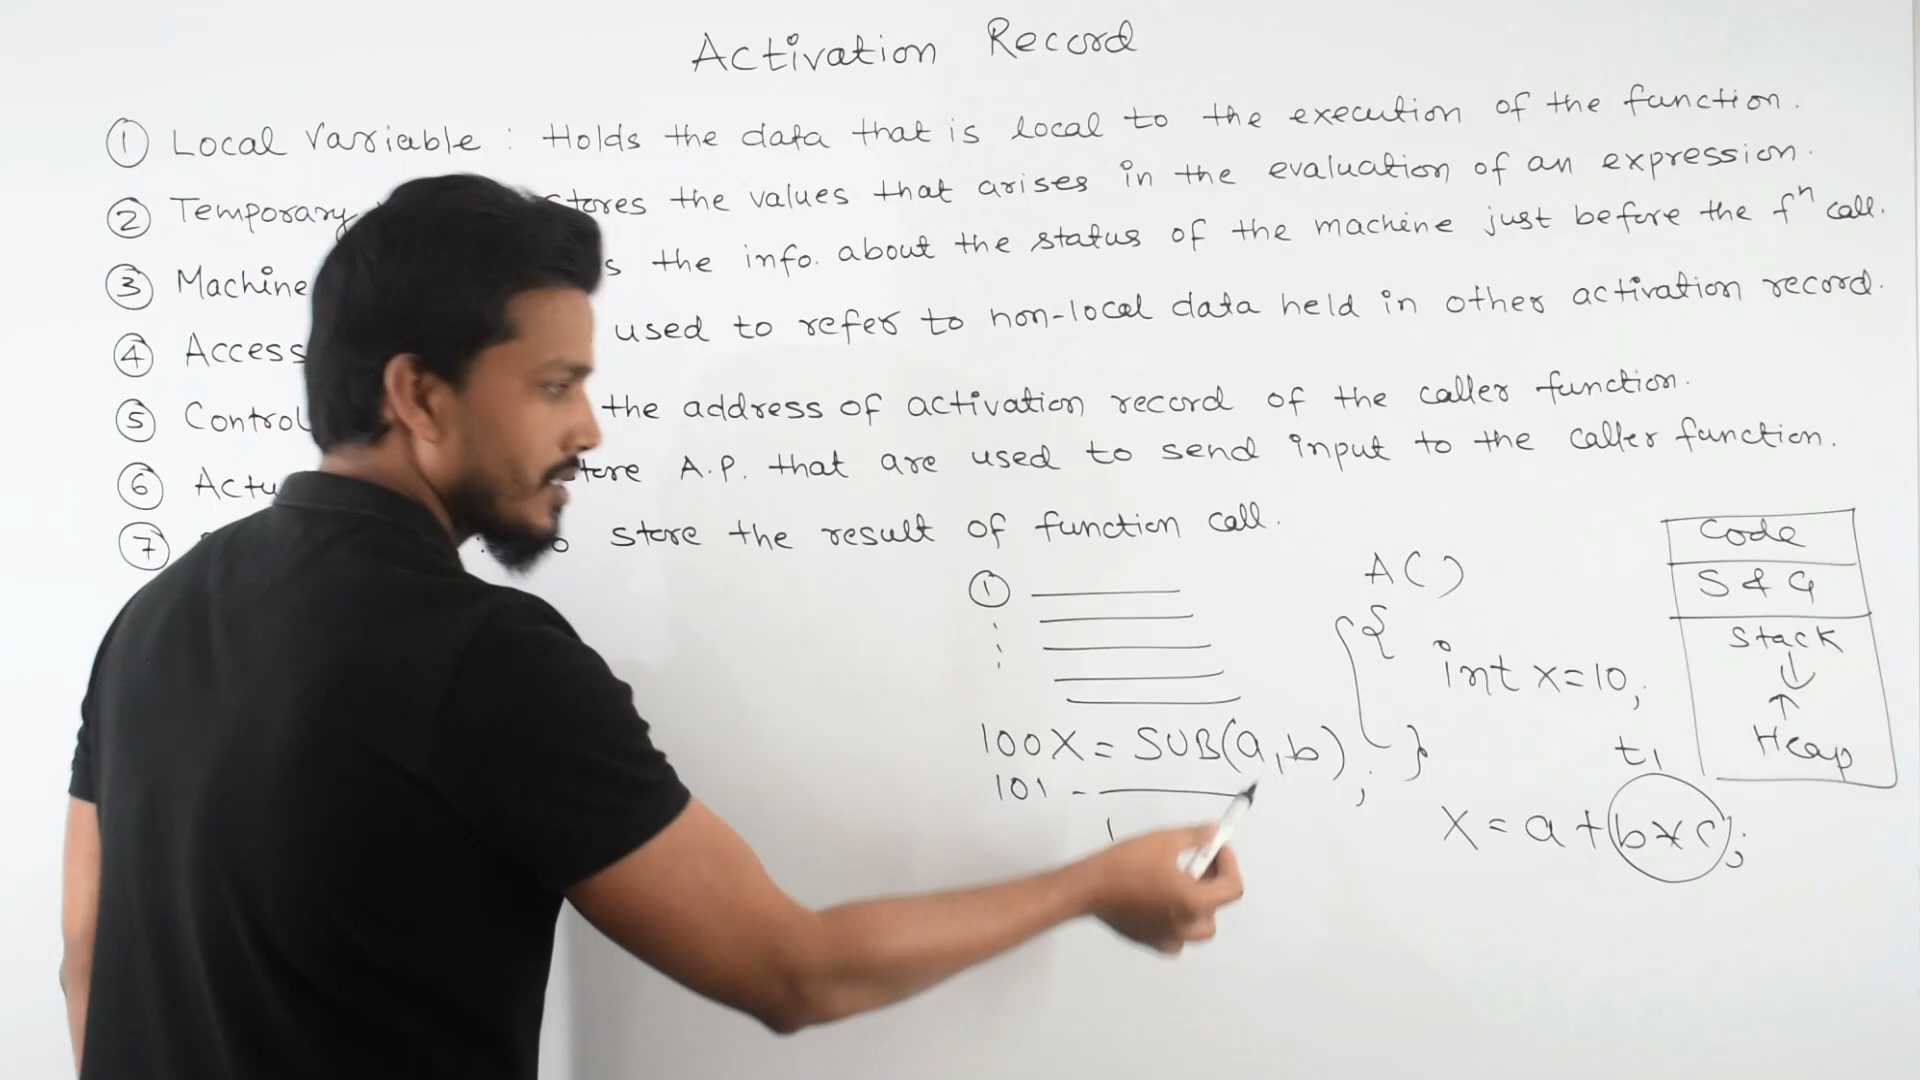 Activation Record
① Local Variable : Holds the data that is local to the execution of the function.
② Temporary stores the values that arises in the evaluation of an expression.
③ Machine s the info. about the status of the machine just before the fⁿ call.
④ Access used to refer to non-local data held in other activation record.
⑤ Control the address of activation record of the caller function.
⑥ Actu store A.P. that are used to send input to the caller function.
⑦ : To store the result of function call.
①
100 X = SUB(a,b);
101 -
A()
{
int x=10;
}
t1
X = a + (b*c);
Code
S & G
Stack
↓
↑
Heap